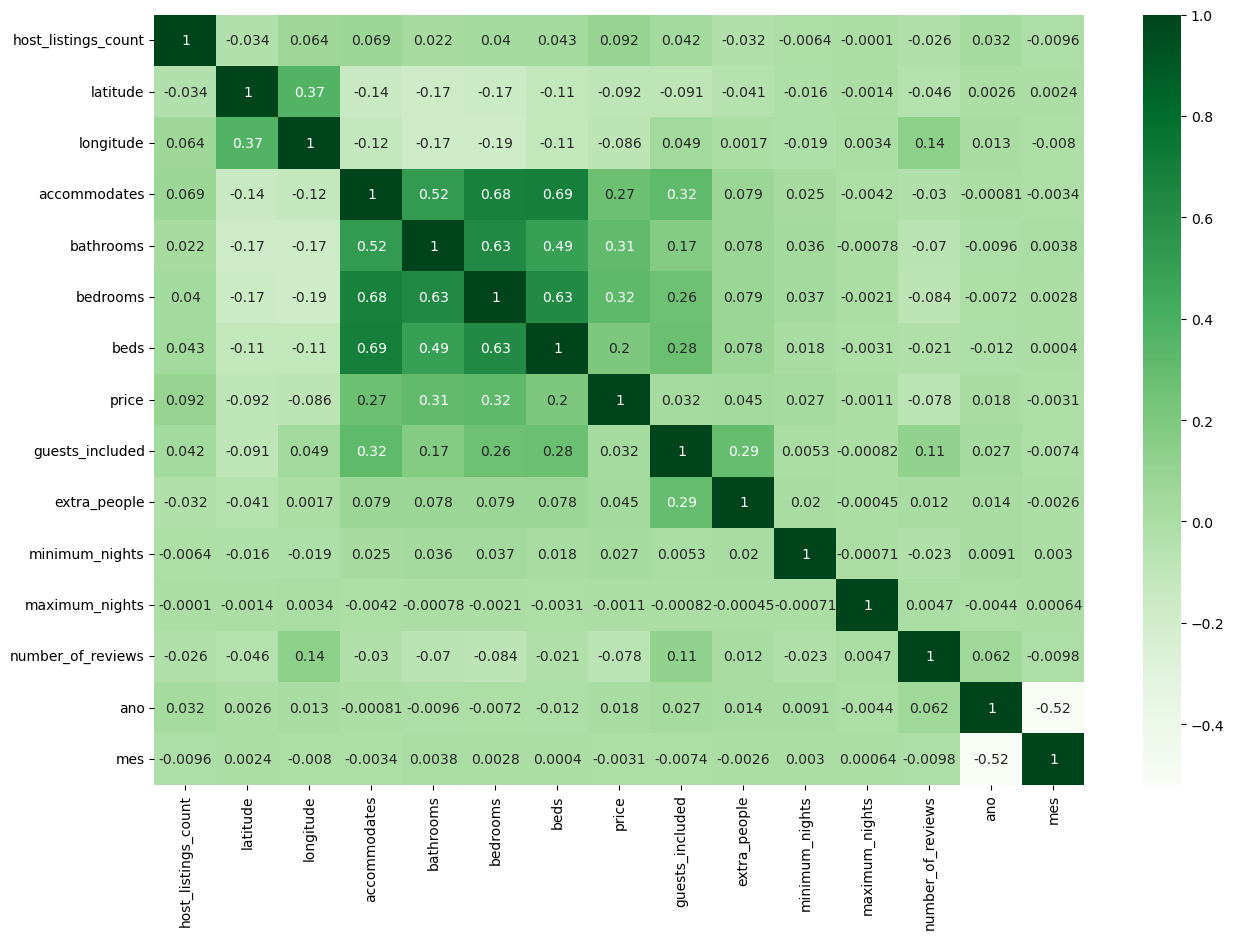 host_listings_count 1 -0.034 0.064 0.069 0.022 0.04 0.043 0.092 0.042 -0.032 -0.0064 -0.0001 -0.026 0.032 -0.0096
latitude -0.034 1 0.37 -0.14 -0.17 -0.17 -0.11 -0.092 -0.091 -0.041 -0.016 -0.0014 -0.046 0.0026 0.0024
longitude 0.064 0.37 1 -0.12 -0.17 -0.19 -0.11 -0.086 0.049 0.0017 -0.019 0.0034 0.14 0.013 -0.008
accommodates 0.069 -0.14 -0.12 1 0.52 0.68 0.69 0.27 0.32 0.079 0.025 -0.0042 -0.03 -0.00081 -0.0034
bathrooms 0.022 -0.17 -0.17 0.52 1 0.63 0.49 0.31 0.17 0.078 0.036 -0.00078 -0.07 -0.0096 0.0038
bedrooms 0.04 -0.17 -0.19 0.68 0.63 1 0.63 0.32 0.26 0.079 0.037 -0.0021 -0.084 -0.0072 0.0028
beds 0.043 -0.11 -0.11 0.69 0.49 0.63 1 0.2 0.28 0.078 0.018 -0.0031 -0.021 -0.012 0.0004
price 0.092 -0.092 -0.086 0.27 0.31 0.32 0.2 1 0.032 0.045 0.027 -0.0011 -0.078 0.018 -0.0031
guests_included 0.042 -0.091 0.049 0.32 0.17 0.26 0.28 0.032 1 0.29 0.0053 -0.00082 0.11 0.027 -0.0074
extra_people -0.032 -0.041 0.0017 0.079 0.078 0.079 0.078 0.045 0.29 1 0.02 -0.00045 0.012 0.014 -0.0026
minimum_nights -0.0064 -0.016 -0.019 0.025 0.036 0.037 0.018 0.027 0.0053 0.02 1 -0.00071 -0.023 0.0091 0.003
maximum_nights -0.0001 -0.0014 0.0034 -0.0042 -0.00078 -0.0021 -0.0031 -0.0011 -0.00082 -0.00045 -0.00071 1 0.0047 -0.0044 0.00064
number_of_reviews -0.026 -0.046 0.14 -0.03 -0.07 -0.084 -0.021 -0.078 0.11 0.012 -0.023 0.0047 1 0.062 -0.0098
ano 0.032 0.0026 0.013 -0.00081 -0.0096 -0.0072 -0.012 0.018 0.027 0.014 0.0091 -0.0044 0.062 1 -0.52
mes -0.0096 0.0024 -0.008 -0.0034 0.0038 0.0028 0.0004 -0.0031 -0.0074 -0.0026 0.003 0.00064 -0.0098 -0.52 1
host_listings_count
latitude
longitude
accommodates
bathrooms
bedrooms
beds
price
guests_included
extra_people
minimum_nights
maximum_nights
number_of_reviews
ano
mes
1.0
0.8
0.6
0.4
0.2
0.0
−0.2
−0.4